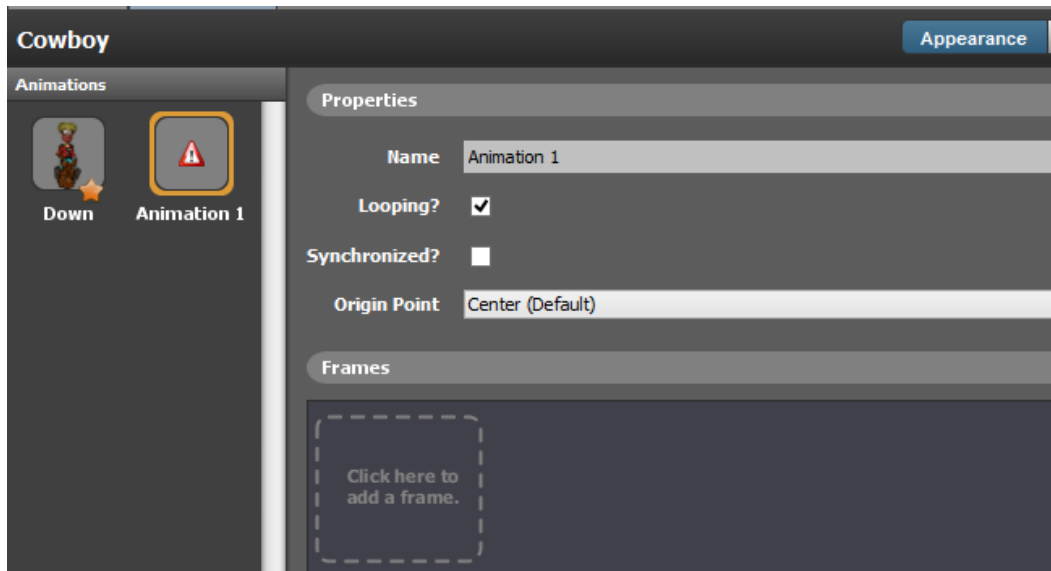 Cowboy
Appearance
Animations
Down
Animation 1
Properties
Name
Animation 1
Looping?
Synchronized?
Origin Point
Center (Default)
Frames
Click here to
add a frame.